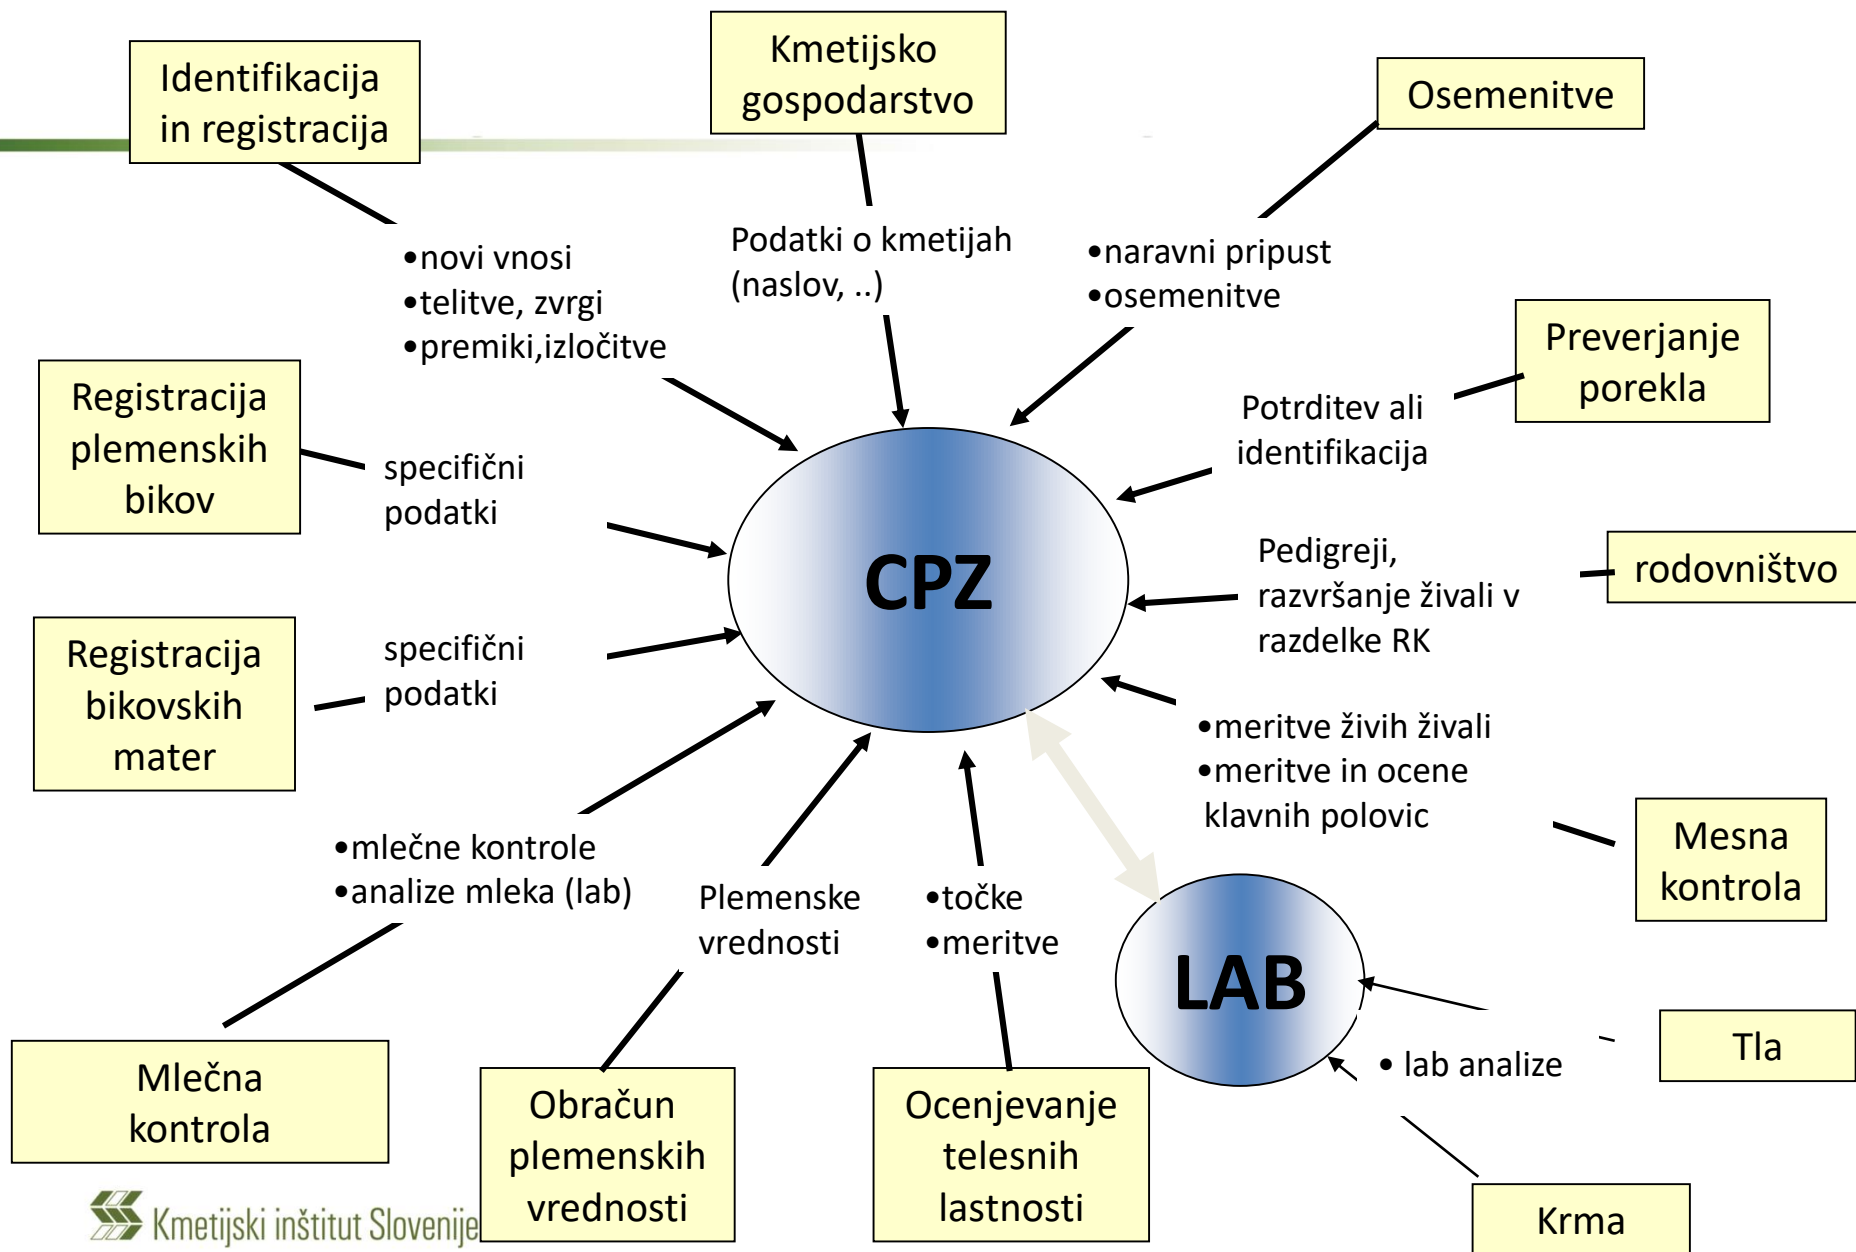 Identifikacija
in registracija
Kmetijsko
gospodarstvo
Osemenitve
•novi vnosi
•telitve, zvrgi
•premiki,izločitve
Podatki o kmetijah
(naslov, ..)
•naravni pripust
•osemenitve
Preverjanje
porekla
Registracija
plemenskih
bikov
specifični
podatki
Potrditev ali
identifikacija
CPZ
Pedigreji,
razvršanje živali v
razdelke RK
rodovništvo
Registracija
bikovskih
mater
specifični
podatki
•meritve živih živali
•meritve in ocene
klavnih polovic
Mesna
kontrola
•mlečne kontrole
•analize mleka (lab)
Plemenske
vrednosti
•točke
•meritve
LAB
• lab analize
Tla
Mlečna
kontrola
Obračun
plemenskih
vrednosti
Ocenjevanje
telesnih
lastnosti
Krma
Kmetijski inštitut Slovenije